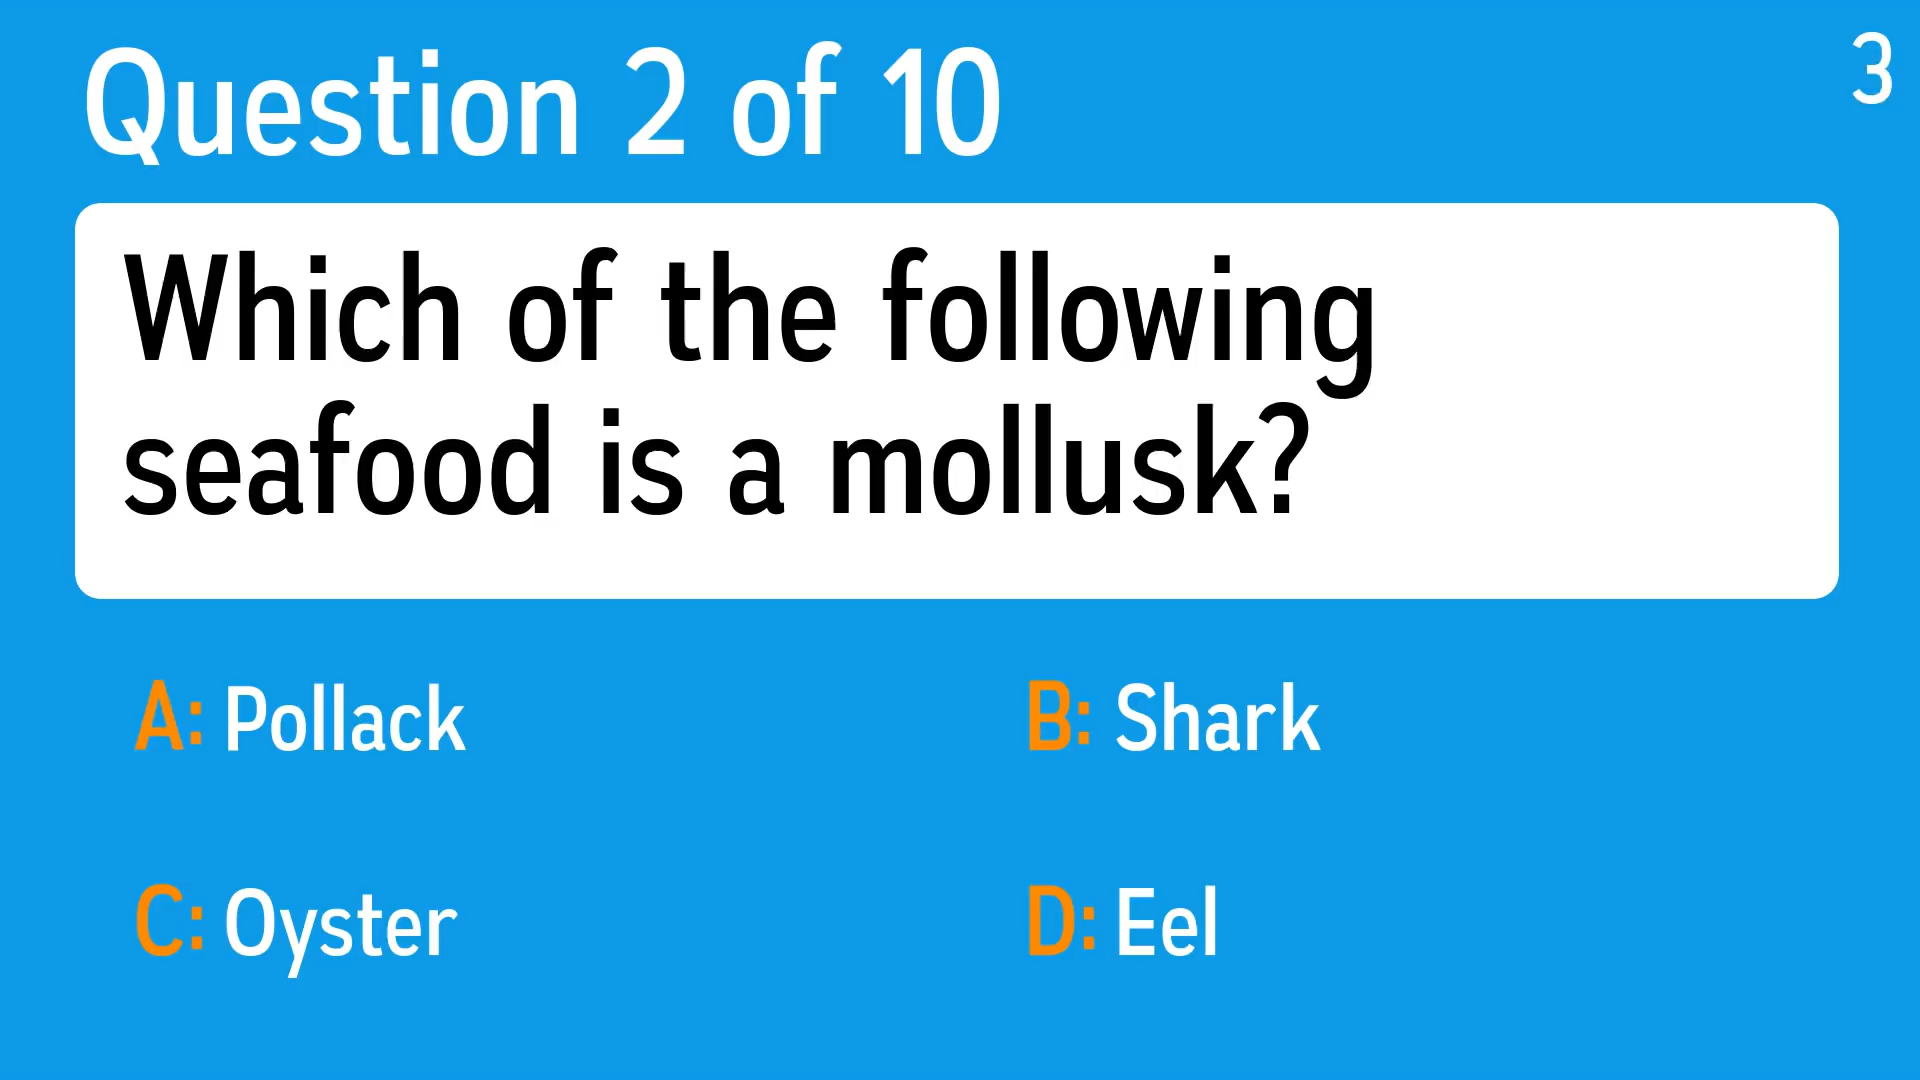 Question 2 of 10
3
Which of the following
seafood is a mollusk?
A: Pollack
B: Shark
C: Oyster
D: Eel